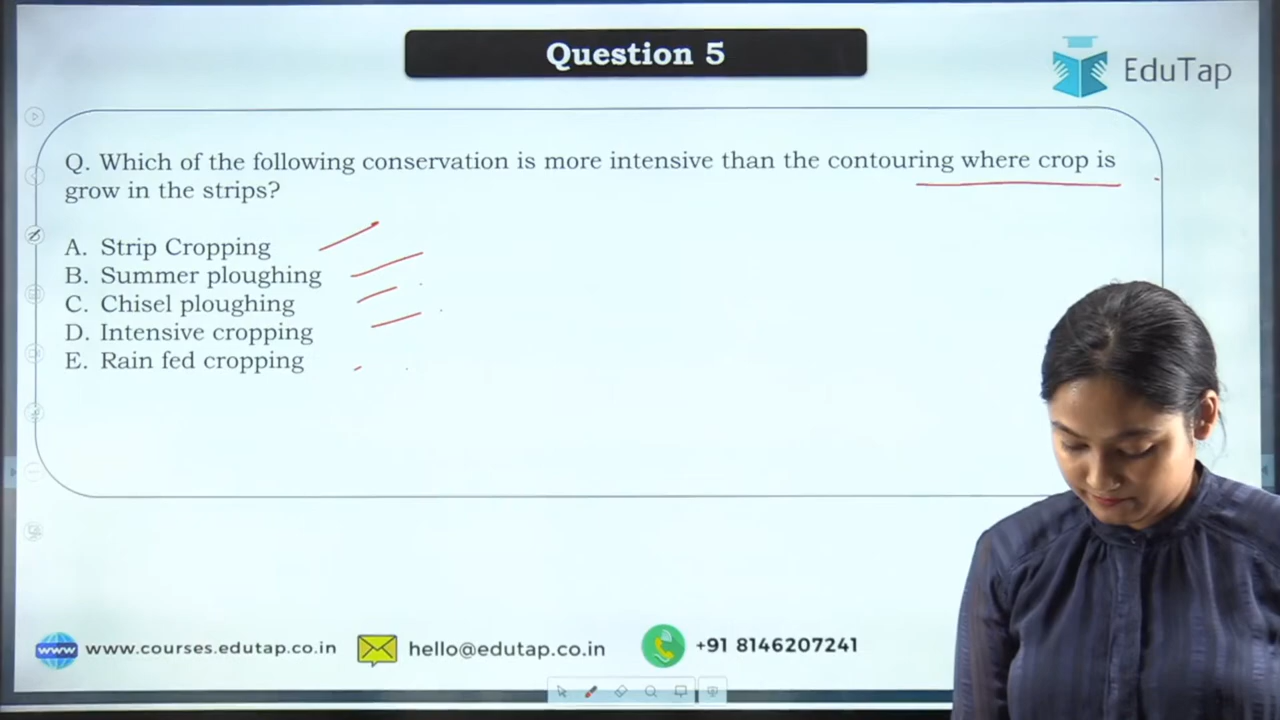 Question 5
EduTap
Q. Which of the following conservation is more intensive than the contouring where crop is
grow in the strips?
A. Strip Cropping
B. Summer ploughing
C. Chisel ploughing
D. Intensive cropping
E. Rain fed cropping
www www.courses.edutap.co.in
hello@edutap.co.in
+91 8146207241